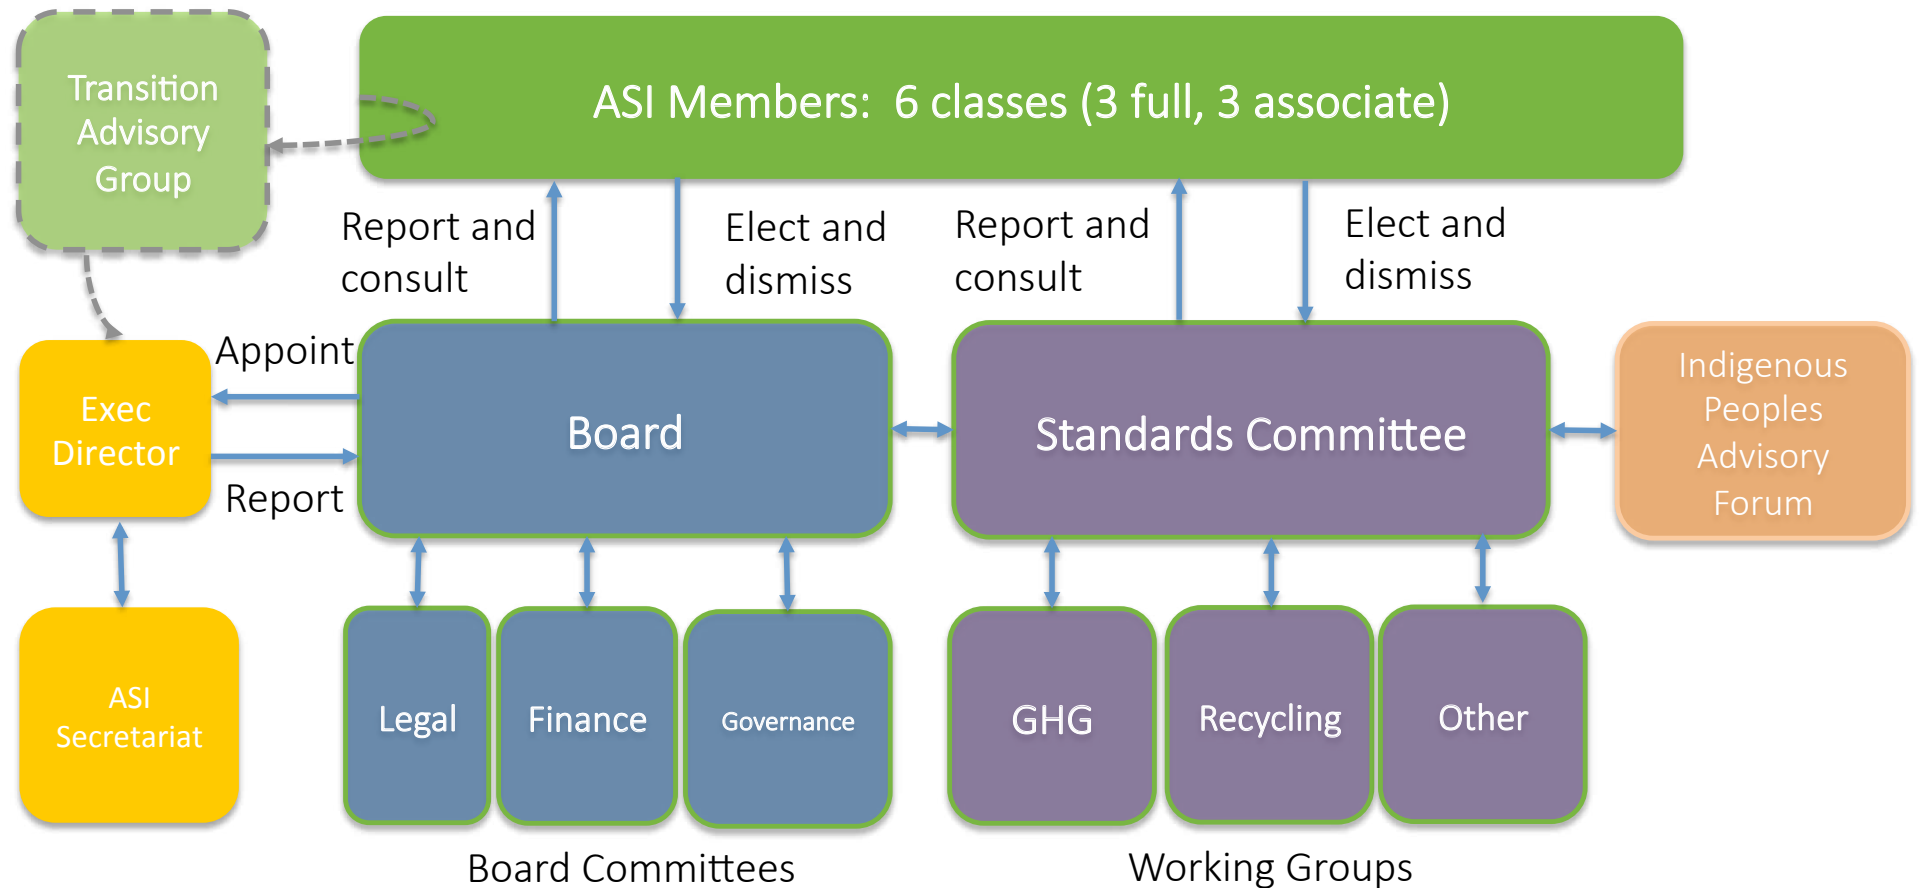 Transition
Advisory
Group
ASI Members:  6 classes (3 full, 3 associate)
Report and
consult
Elect and
dismiss
Report and
consult
Elect and
dismiss
Appoint
Exec
Director
Report
Board
Standards Committee
Indigenous
Peoples
Advisory
Forum
ASI
Secretariat
Legal
Finance
Governance
GHG
Recycling
Other
Board Committees
Working Groups